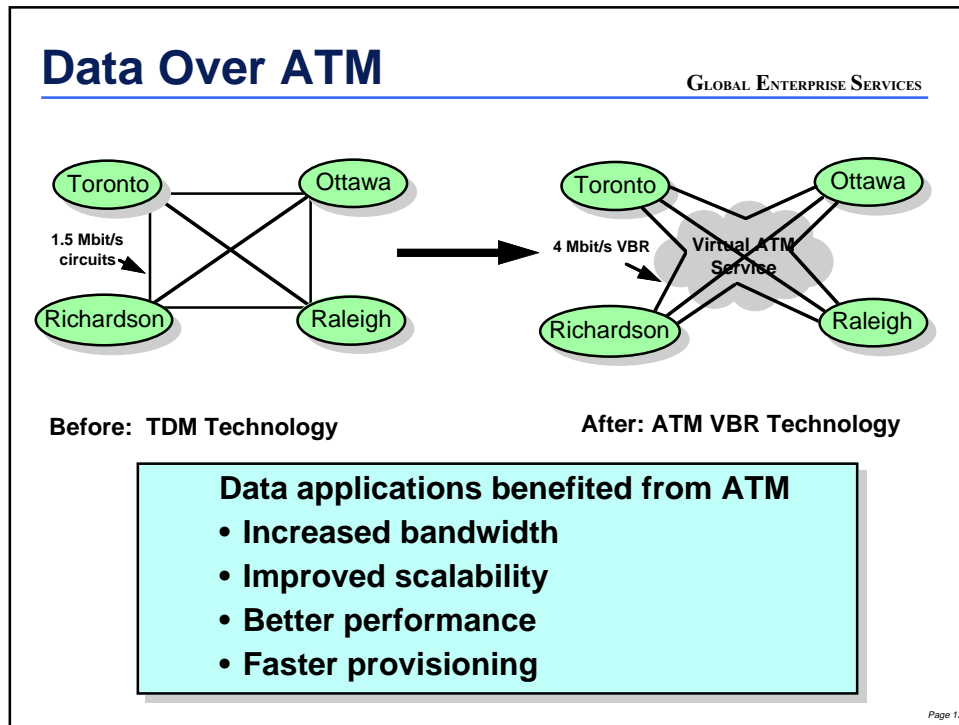 Data Over ATM
GLOBAL ENTERPRISE SERVICES
Toronto
Ottawa
1.5 Mbit/s
circuits
Richardson
Raleigh
Toronto
Ottawa
4 Mbit/s VBR
Virtual ATM
Service
Richardson
Raleigh
Before: TDM Technology
After: ATM VBR Technology
Data applications benefited from ATM
• Increased bandwidth
• Improved scalability
• Better performance
• Faster provisioning
Page